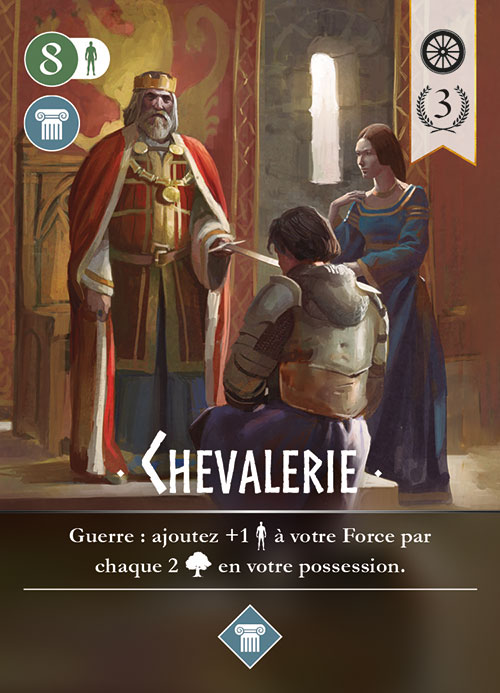 8
3
· CHEVALERIE ·
Guerre : ajoutez +1 à votre Force par
chaque 2 en votre possession.